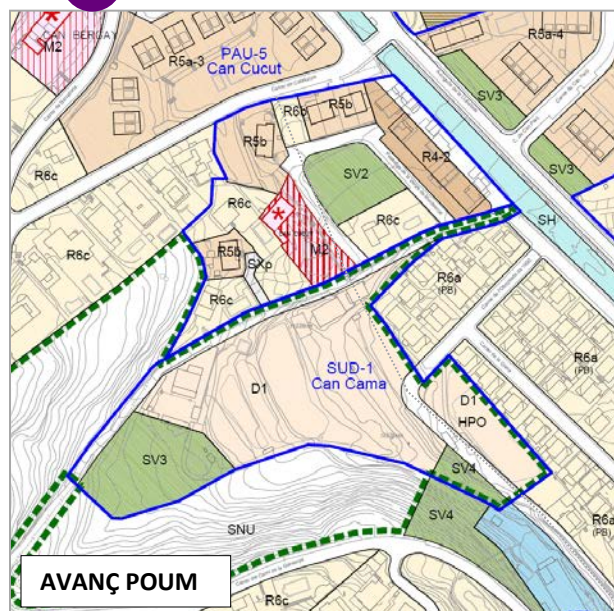 CAN BERGAY
M2
R5a-3
PAU-5
Can Cucut
R5a-4
SV3
SV3
R6b
R5b
R5b
R4-2
R6c
SV2
R6c
R6c
M2
SH
R6c
R5b
SXp
R6c
R6a
(PB)
SUD-1
Can Cama
R6a
(PB)
D1
D1
HPO
SV3
SV4
SV4
SNU
R6a
(PB)
AVANÇ POUM
R6c